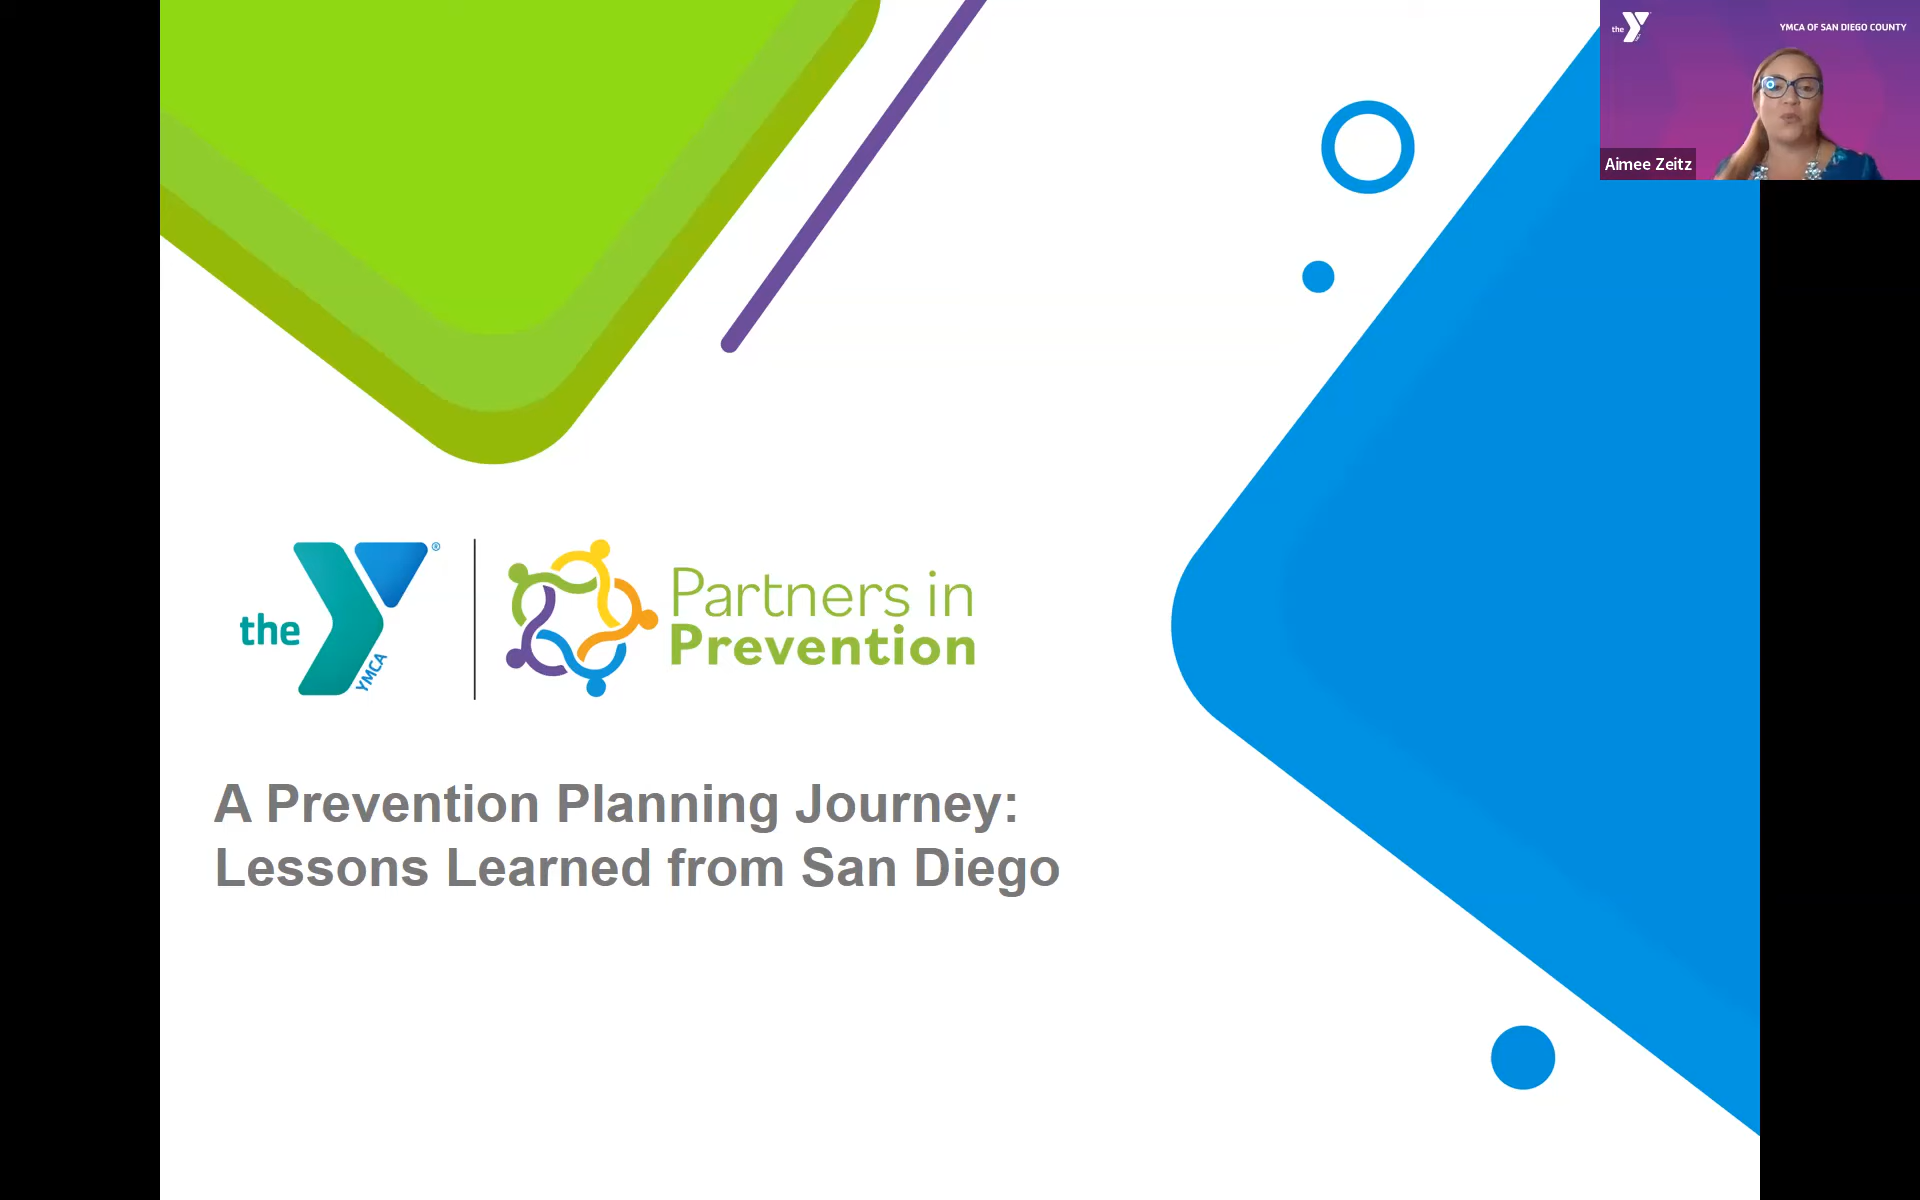 the
YMCA OF SAN DIEGO COUNTY
Aimee Zeitz
the
YMCA
®
Partners in
Prevention
A Prevention Planning Journey:
Lessons Learned from San Diego